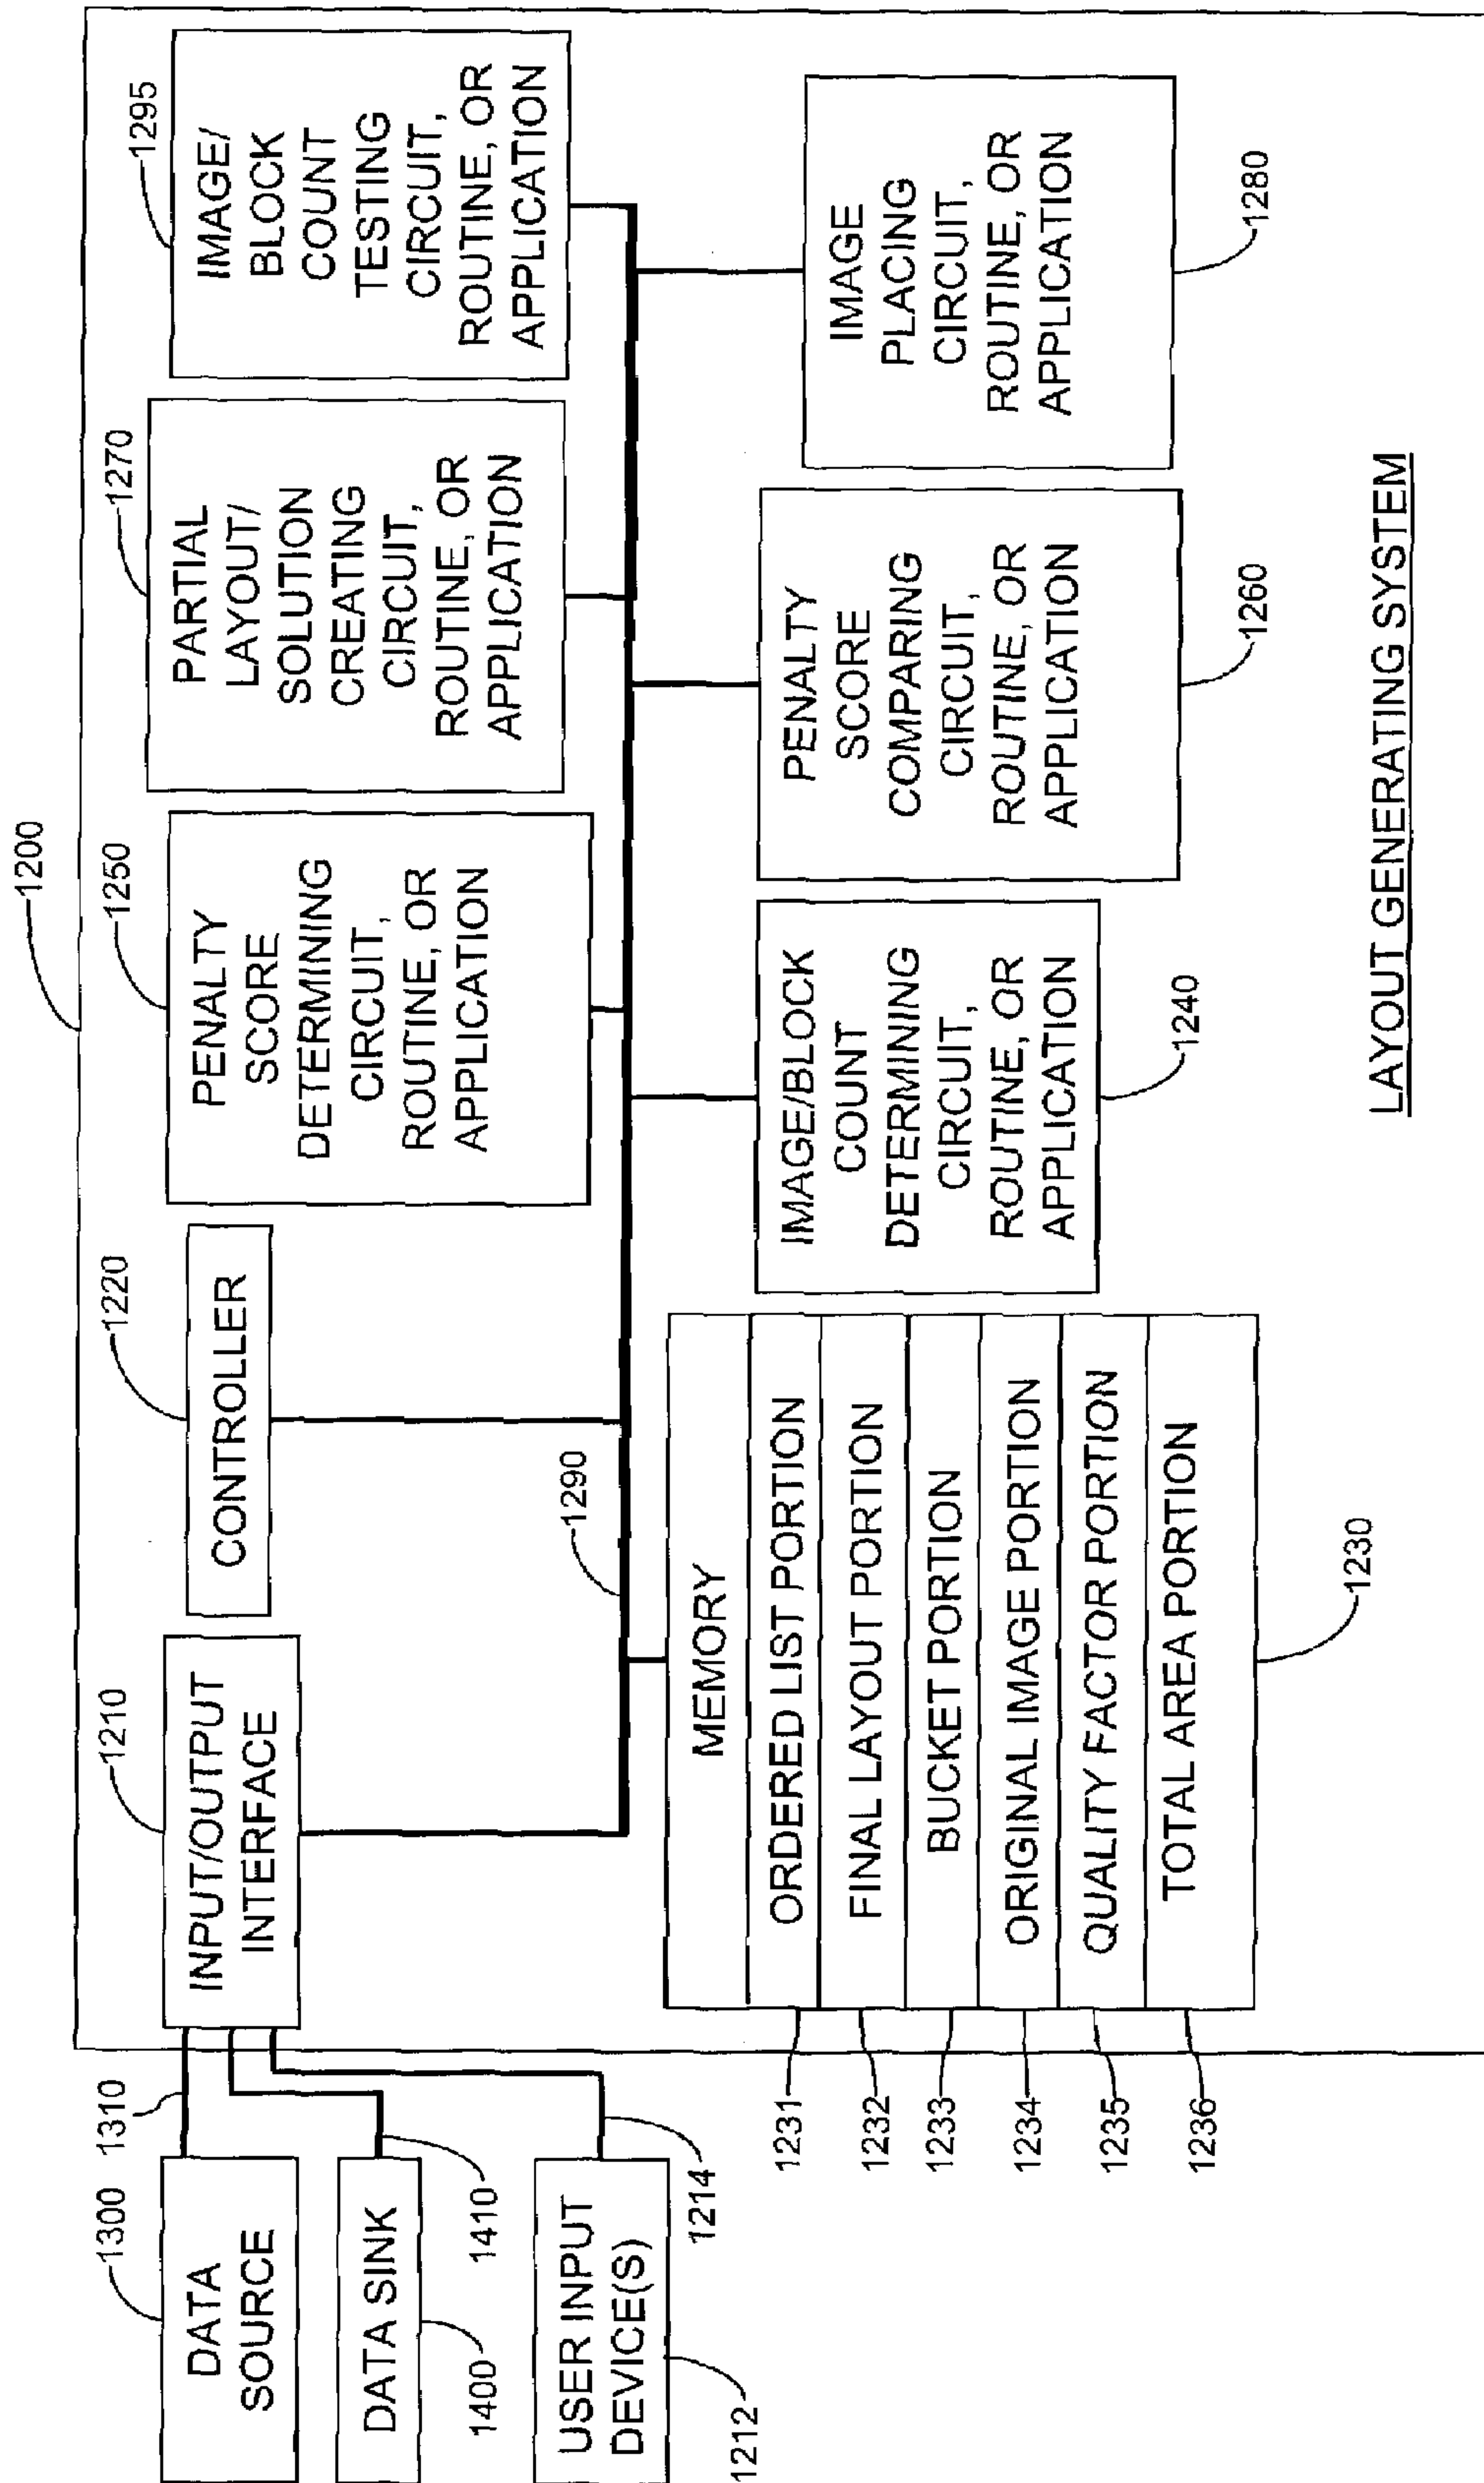 1200
1300
DATA
SOURCE
1310
DATA SINK
1400
1410
USER INPUT
DEVICE(S)
1212
1214
1210
INPUT/OUTPUT
INTERFACE
1220
CONTROLLER
1250
PENALTY
SCORE
DETERMINING
CIRCUIT,
ROUTINE, OR
APPLICATION
1270
PARTIAL
LAYOUT/
SOLUTION
CREATING
CIRCUIT,
ROUTINE, OR
APPLICATION
1295
IMAGE/
BLOCK
COUNT
TESTING
CIRCUIT,
ROUTINE, OR
APPLICATION
1290
MEMORY
1231
ORDERED LIST PORTION
1232
FINAL LAYOUT PORTION
1233
BUCKET PORTION
1234
ORIGINAL IMAGE PORTION
1235
QUALITY FACTOR PORTION
1236
TOTAL AREA PORTION
1230
IMAGE/BLOCK
COUNT
DETERMINING
CIRCUIT,
ROUTINE, OR
APPLICATION
1240
PENALTY
SCORE
COMPARING
CIRCUIT,
ROUTINE, OR
APPLICATION
1260
IMAGE
PLACING
CIRCUIT,
ROUTINE, OR
APPLICATION
1280
LAYOUT GENERATING SYSTEM